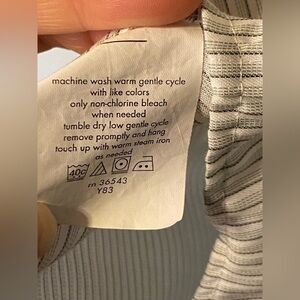 machine wash warm gentle cycle
with like colors
only non-chlorine bleach
when needed
tumble dry low gentle cycle
remove promptly and hang
touch up with warm steam iron
as needed
40C
rn 36543
Y83